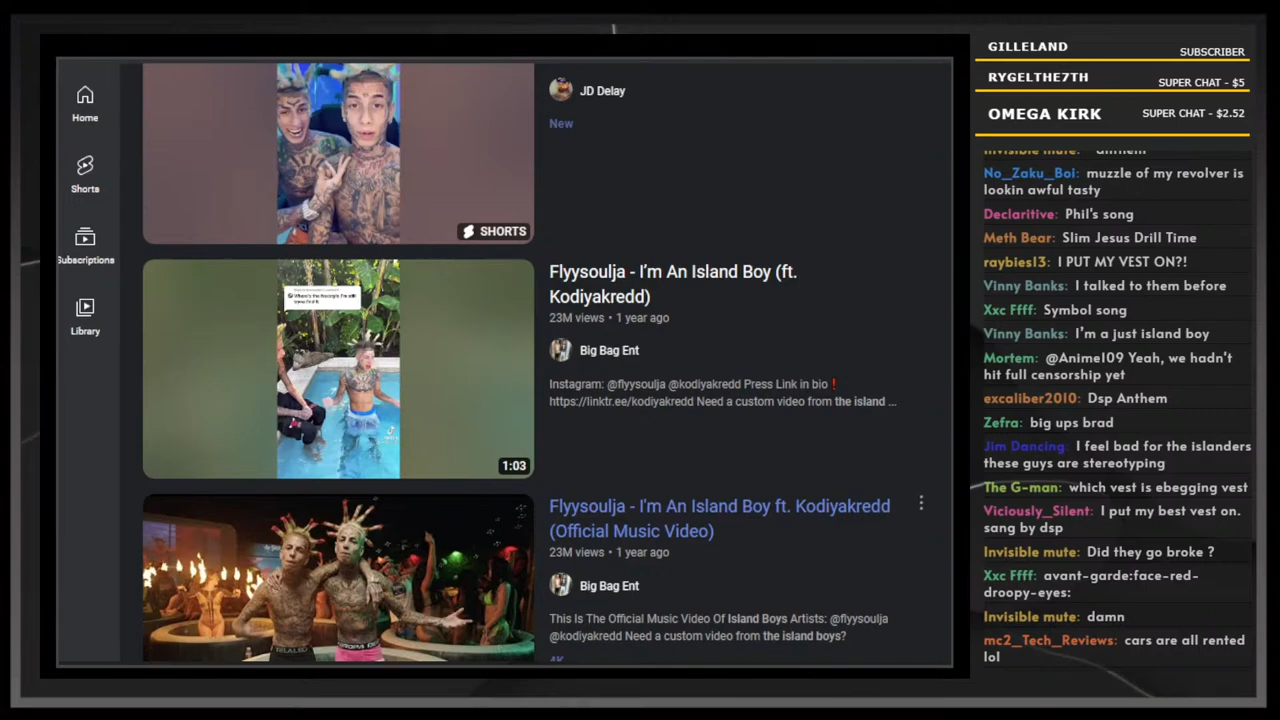 Home
Shorts
Subscriptions
Library
JD Delay
New
SHORTS
Flyysoulja - I'm An Island Boy (ft.
Kodiyakredd)
23M views • 1 year ago
Big Bag Ent
Instagram: @flyysoulja @kodiyakredd Press Link in bio❗
https://linktr.ee/kodiyakredd Need a custom video from the island ...
1:03
Flyysoulja - I'm An Island Boy ft. Kodiyakredd
(Official Music Video)
23M views • 1 year ago
Big Bag Ent
This Is The Official Music Video Of Island Boys Artists: @flyysoulja
@kodiyakredd Need a custom video from the island boys?
4K
GILLELAND SUBSCRIBER
RYGELTHE7TH SUPER CHAT - $5
OMEGA KIRK SUPER CHAT - $2.52
Invisible mute: anthem
No_Zaku_Boi: muzzle of my revolver is
lookin awful tasty
Declaritive: Phil's song
Meth Bear: Slim Jesus Drill Time
raybies13: I PUT MY VEST ON?!
Vinny Banks: I talked to them before
Xxc Ffff: Symbol song
Vinny Banks: I'm a just island boy
Mortem: @Anime109 Yeah, we hadn't
hit full censorship yet
excaliber2010: Dsp Anthem
Zefra: big ups brad
Jim Dancing: I feel bad for the islanders
these guys are stereotyping
The G-man: which vest is ebegging vest
Viciously_Silent: I put my best vest on.
sang by dsp
Invisible mute: Did they go broke ?
Xxc Ffff: avant-garde:face-red-
droopy-eyes:
Invisible mute: damn
mc2_Tech_Reviews: cars are all rented
lol